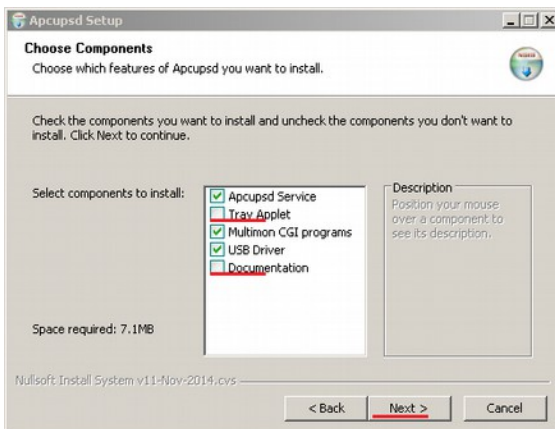 Apcupsd Setup
Choose Components
Choose which features of Apcupsd you want to install.
Check the components you want to install and uncheck the components you don't want to
install. Click Next to continue.
Select components to install:
Apcupsd Service
Tray Applet
Multimon CGI programs
USB Driver
Documentation
Description
Position your mouse
over a component to
see its description.
Space required: 7.1MB
Nullsoft Install System v11-Nov-2014.cvs
< Back
Next >
Cancel